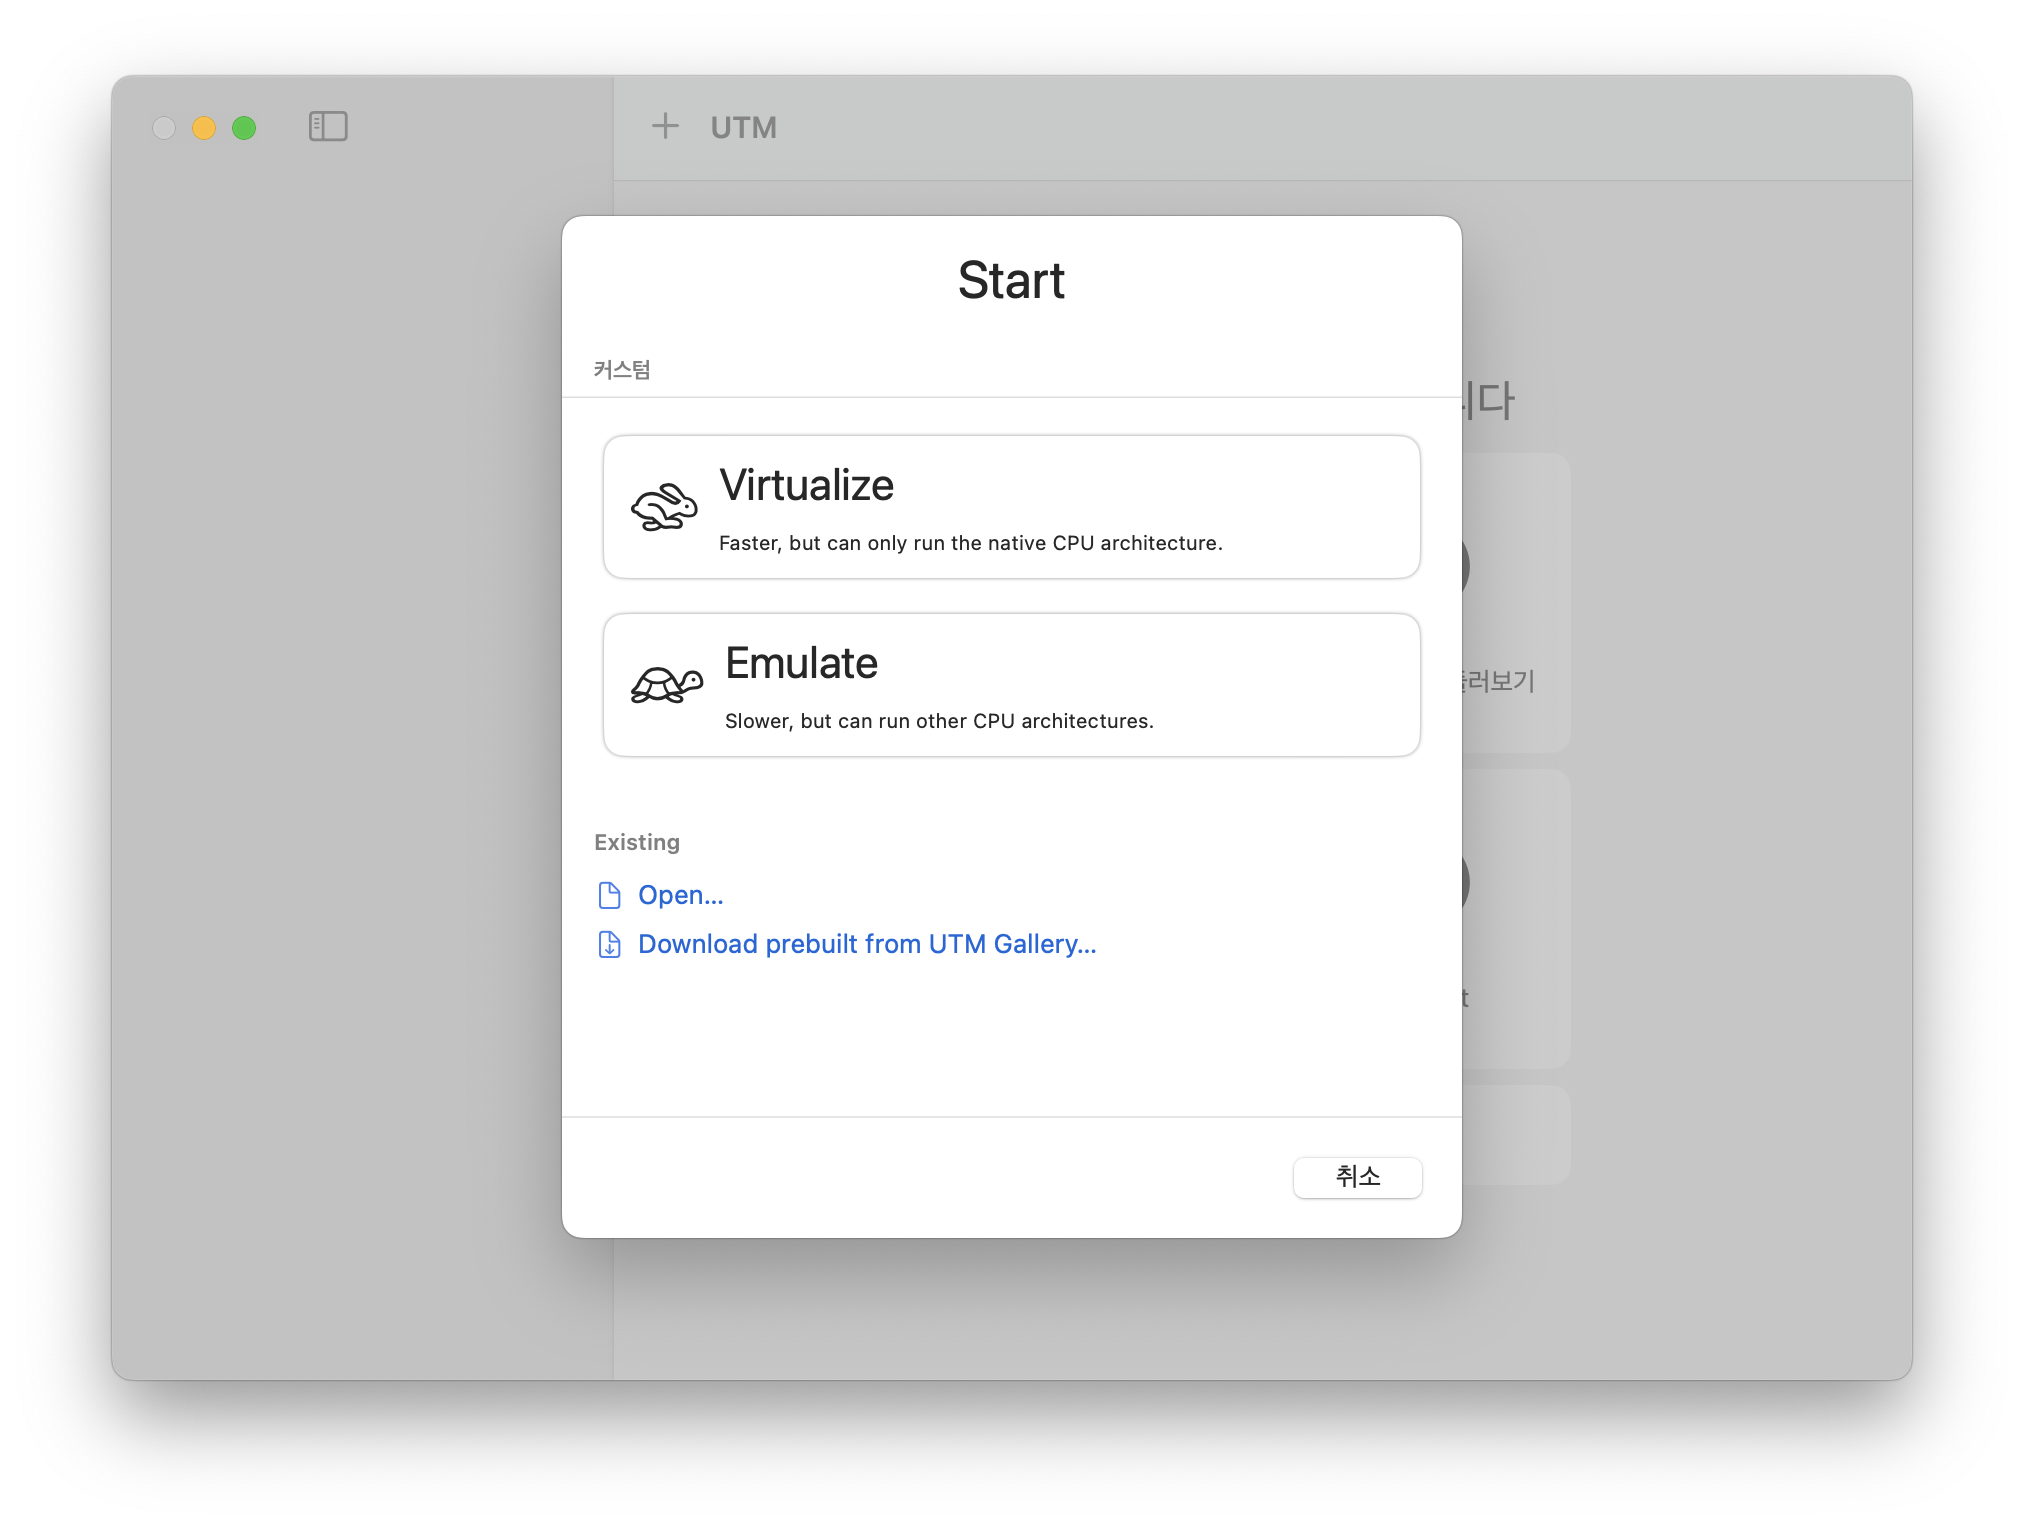 UTM
Start
커스텀
니다
Virtualize
Faster, but can only run the native CPU architecture.
Emulate
러보기
Slower, but can run other CPU architectures.
Existing
Open...
Download prebuilt from UTM Gallery...
t
취소